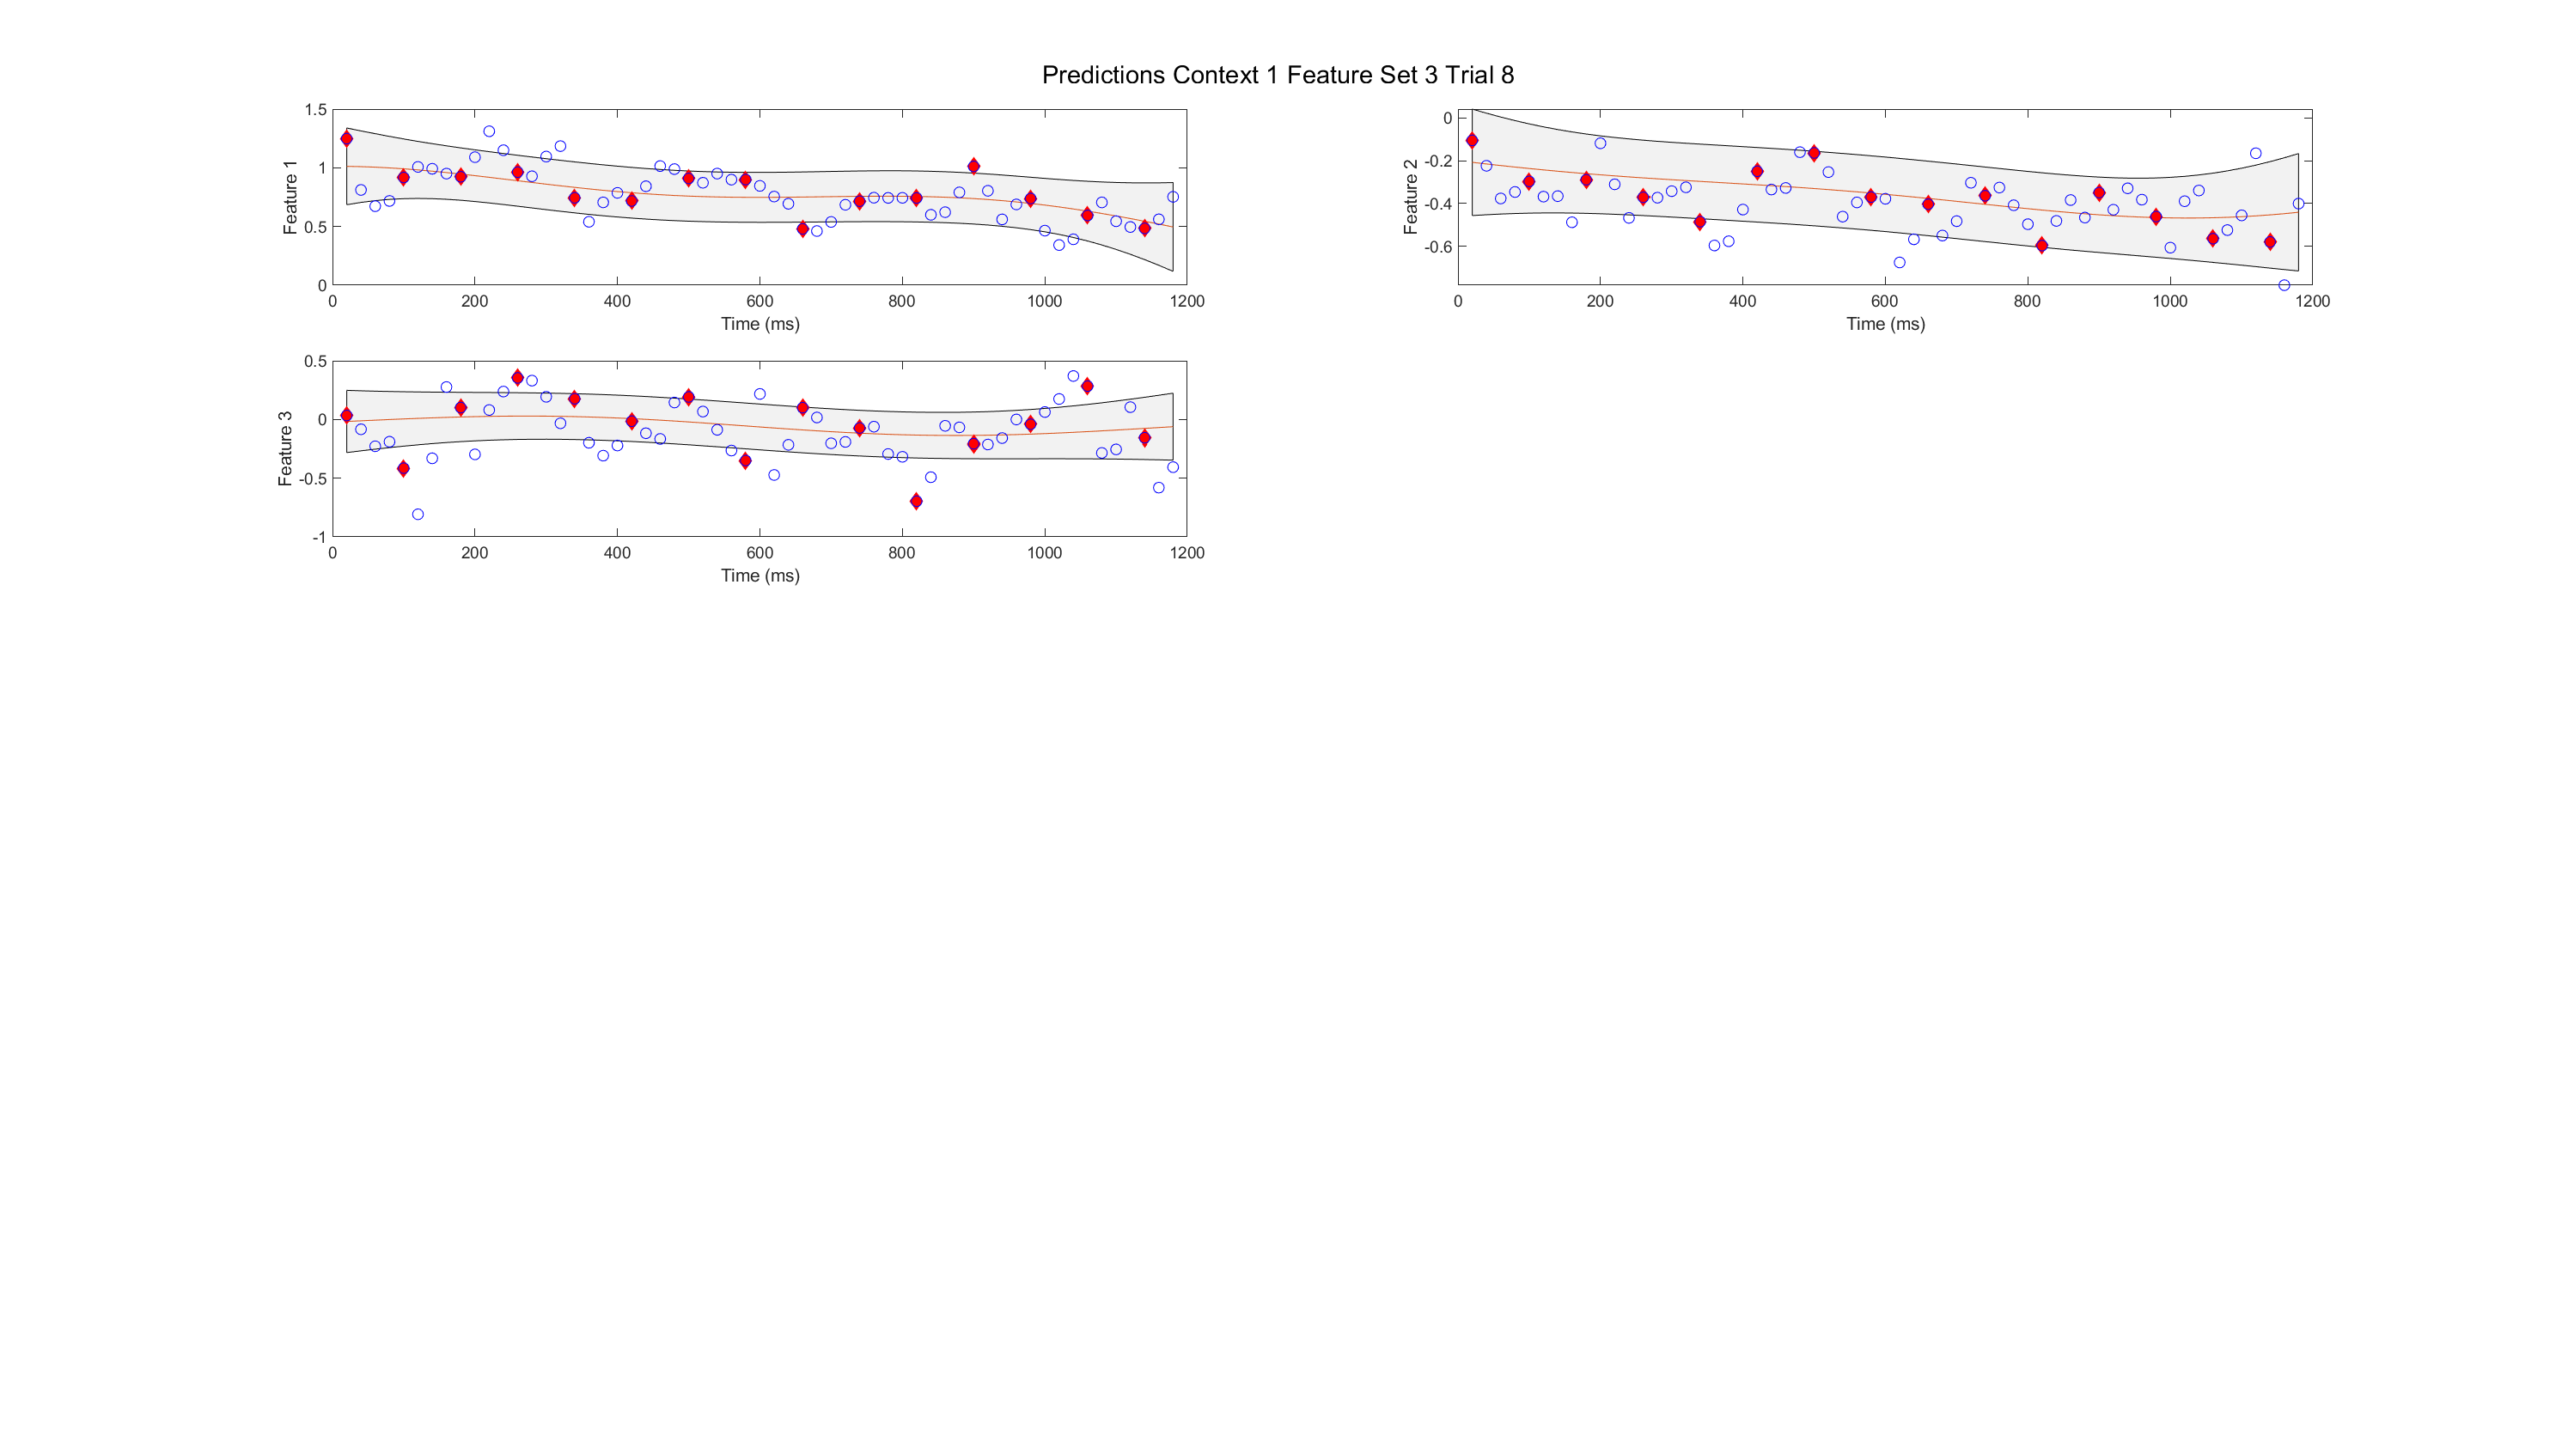 Predictions Context 1 Feature Set 3 Trial 8
1.5
1
0.5
0
Feature 1
0 200 400 600 800 1000 1200
Time (ms)
0
-0.2
-0.4
-0.6
Feature 2
0 200 400 600 800 1000 1200
Time (ms)
0.5
0
-0.5
-1
Feature 3
0 200 400 600 800 1000 1200
Time (ms)